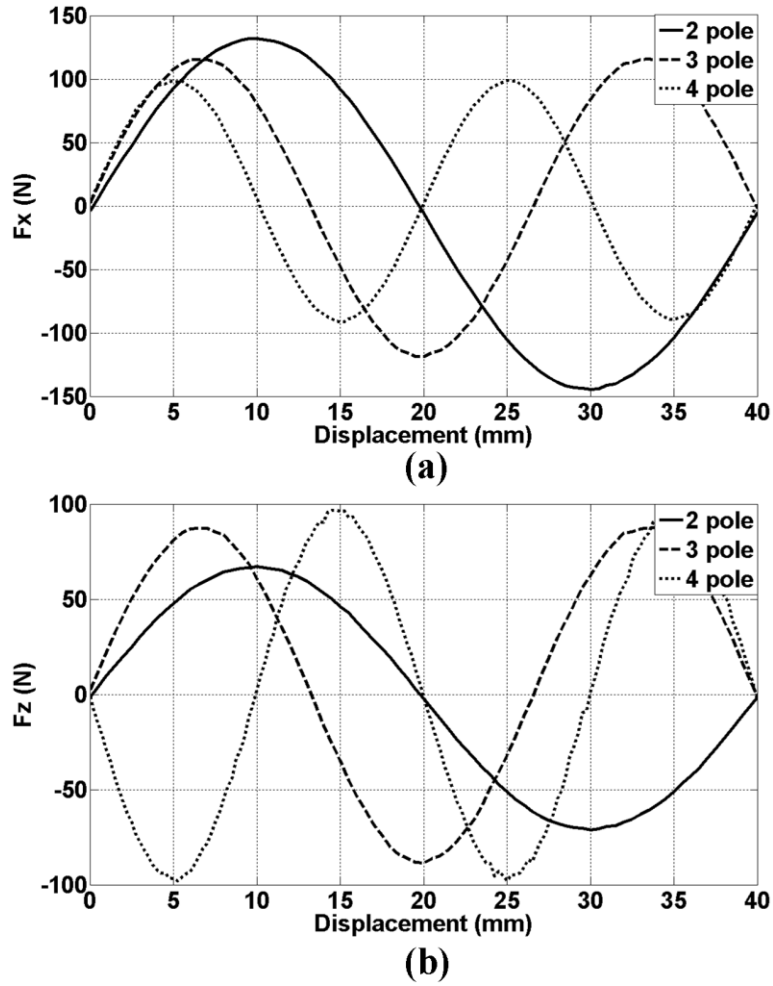 150
100
50
0
-50
-100
-150
Fx (N)
2 pole
3 pole
4 pole
0 5 10 15 20 25 30 35 40
Displacement (mm)
(a)
100
50
0
-50
-100
Fz (N)
2 pole
3 pole
4 pole
0 5 10 15 20 25 30 35 40
Displacement (mm)
(b)